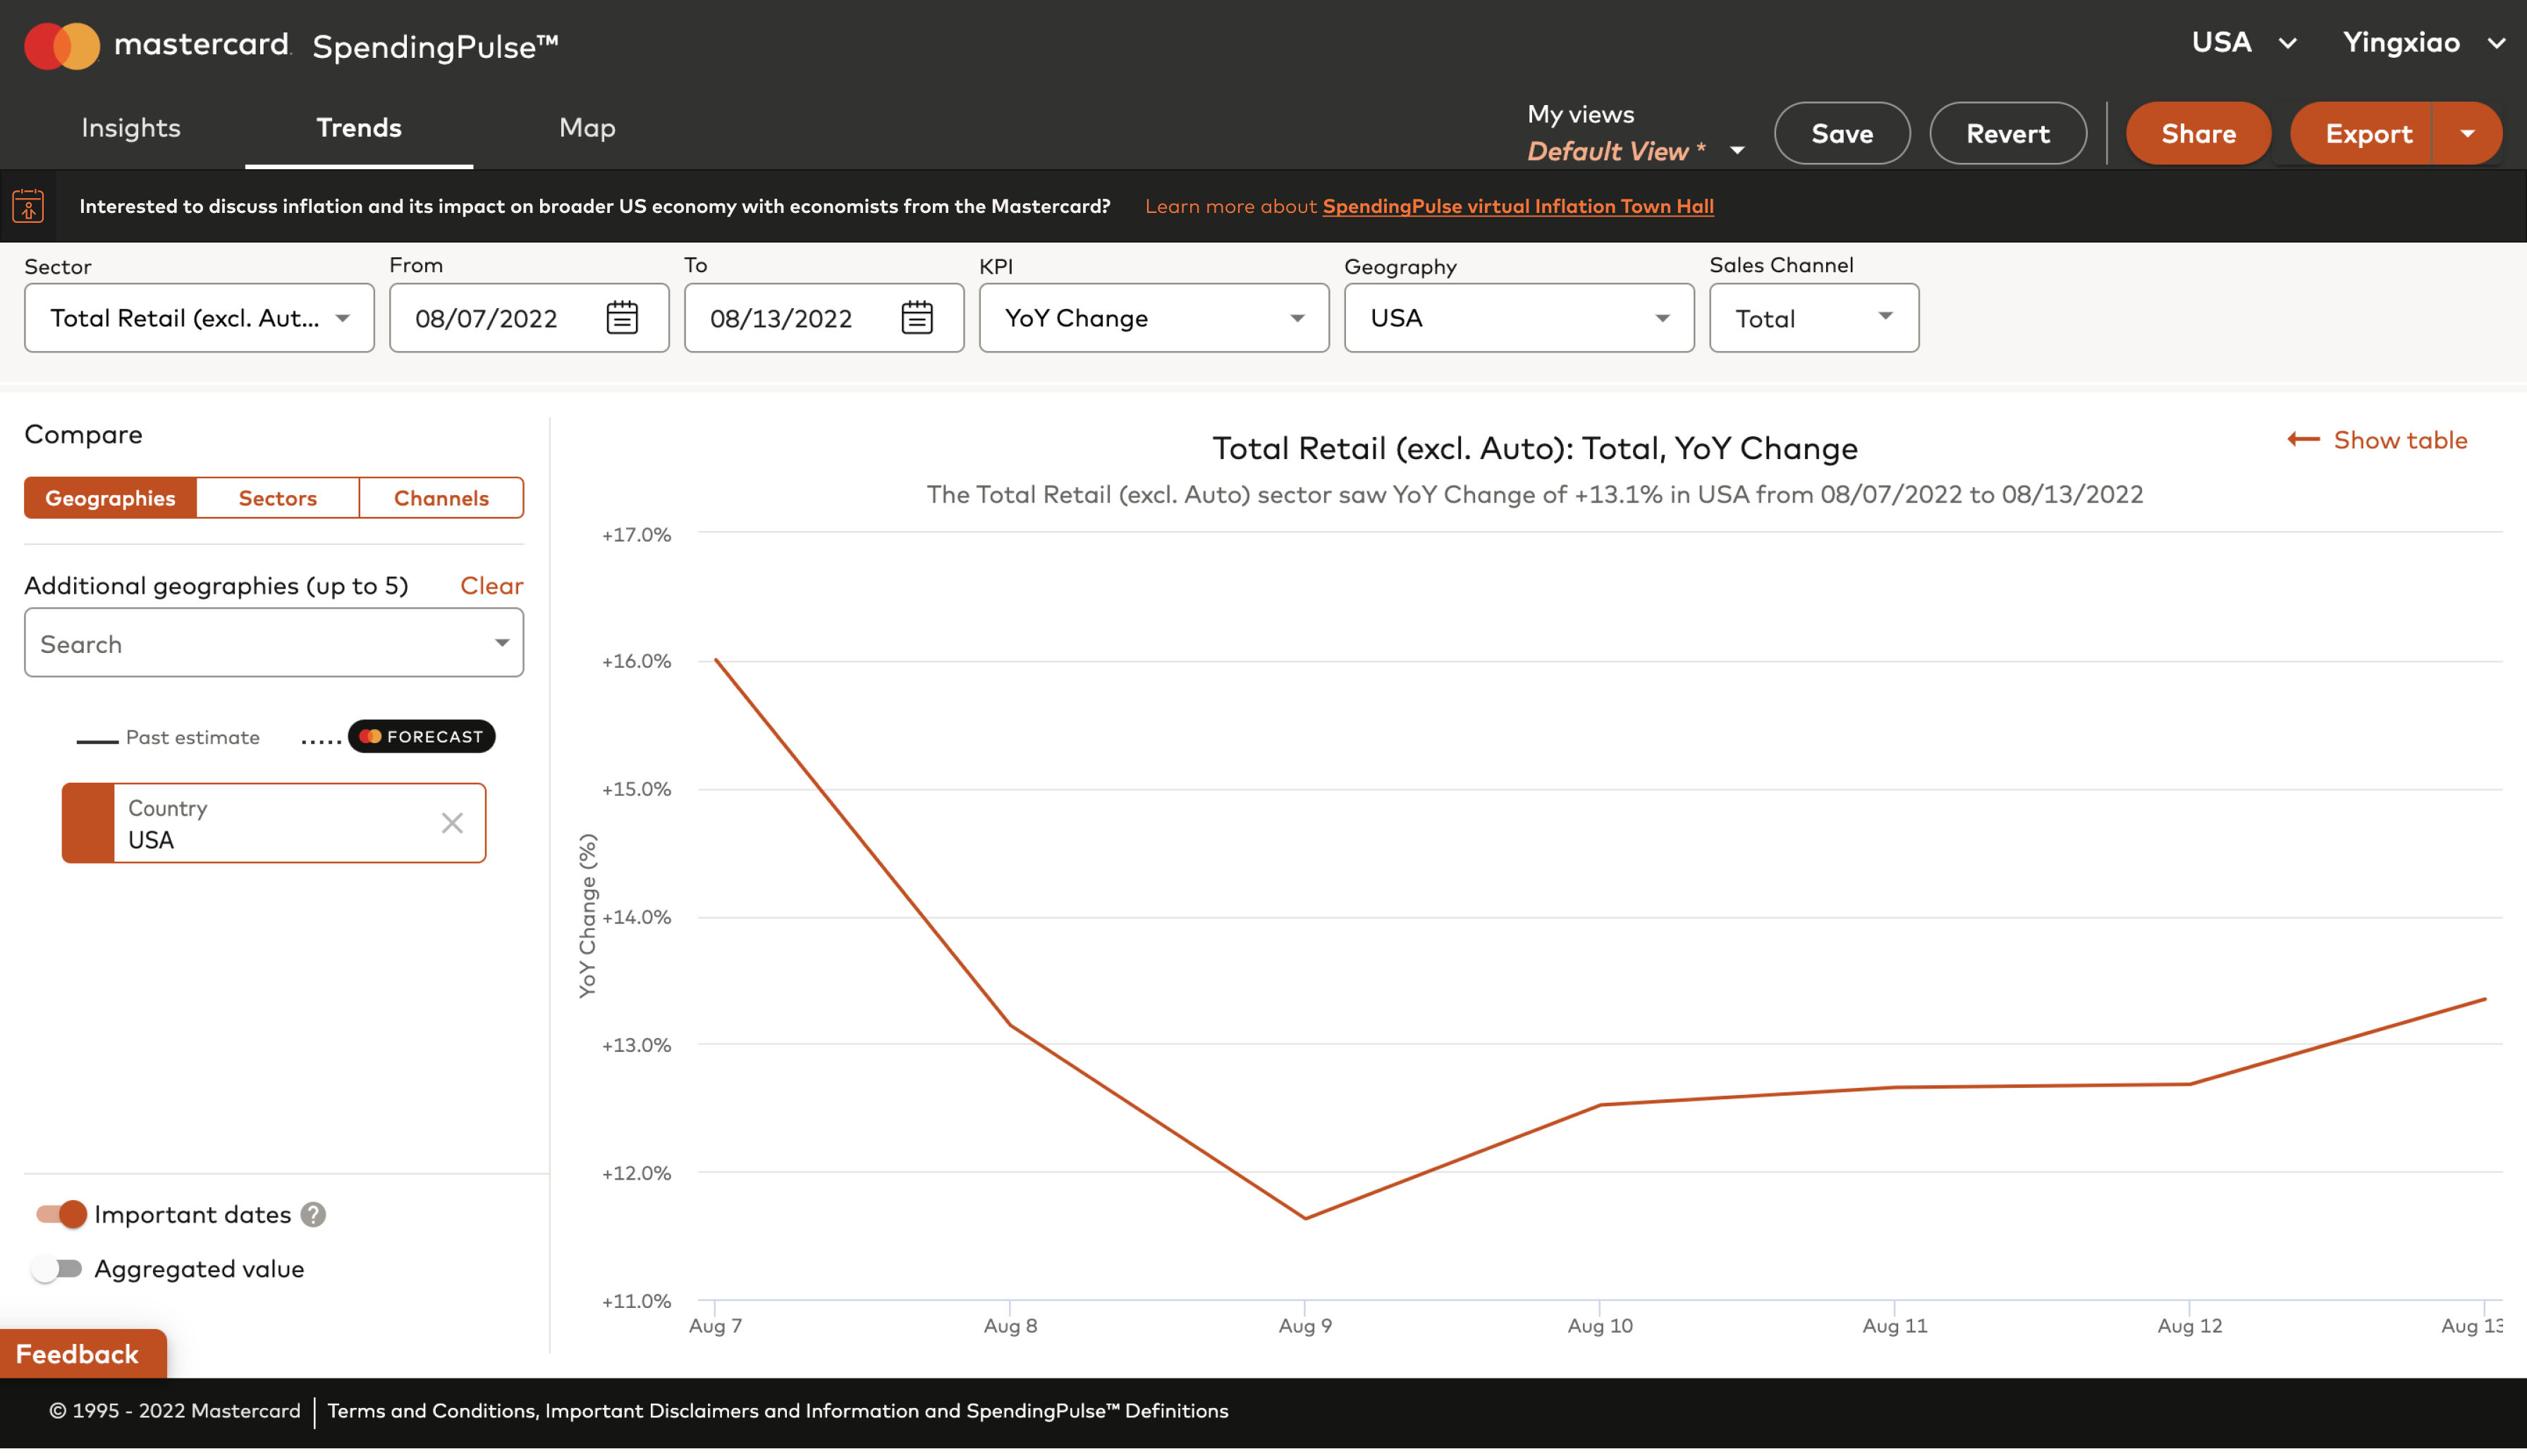 mastercard. SpendingPulse™
USA
Yingxiao
Insights
Trends
Map
My views
Default View *
Save
Revert
Share
Export
Interested to discuss inflation and its impact on broader US economy with economists from the Mastercard? Learn more about SpendingPulse virtual Inflation Town Hall
Sector
From
To
KPI
Geography
Sales Channel
Total Retail (excl. Aut...
08/07/2022
08/13/2022
YoY Change
USA
Total
Compare
Geographies
Sectors
Channels
Additional geographies (up to 5)
Clear
Search
Past estimate
FORECAST
Country
USA
Important dates ?
Aggregated value
Feedback
Total Retail (excl. Auto): Total, YoY Change
Show table
The Total Retail (excl. Auto) sector saw YoY Change of +13.1% in USA from 08/07/2022 to 08/13/2022
YoY Change (%)
+17.0%
+16.0%
+15.0%
+14.0%
+13.0%
+12.0%
+11.0%
Aug 7
Aug 8
Aug 9
Aug 10
Aug 11
Aug 12
Aug 13
© 1995 - 2022 Mastercard
Terms and Conditions, Important Disclaimers and Information and SpendingPulse™ Definitions